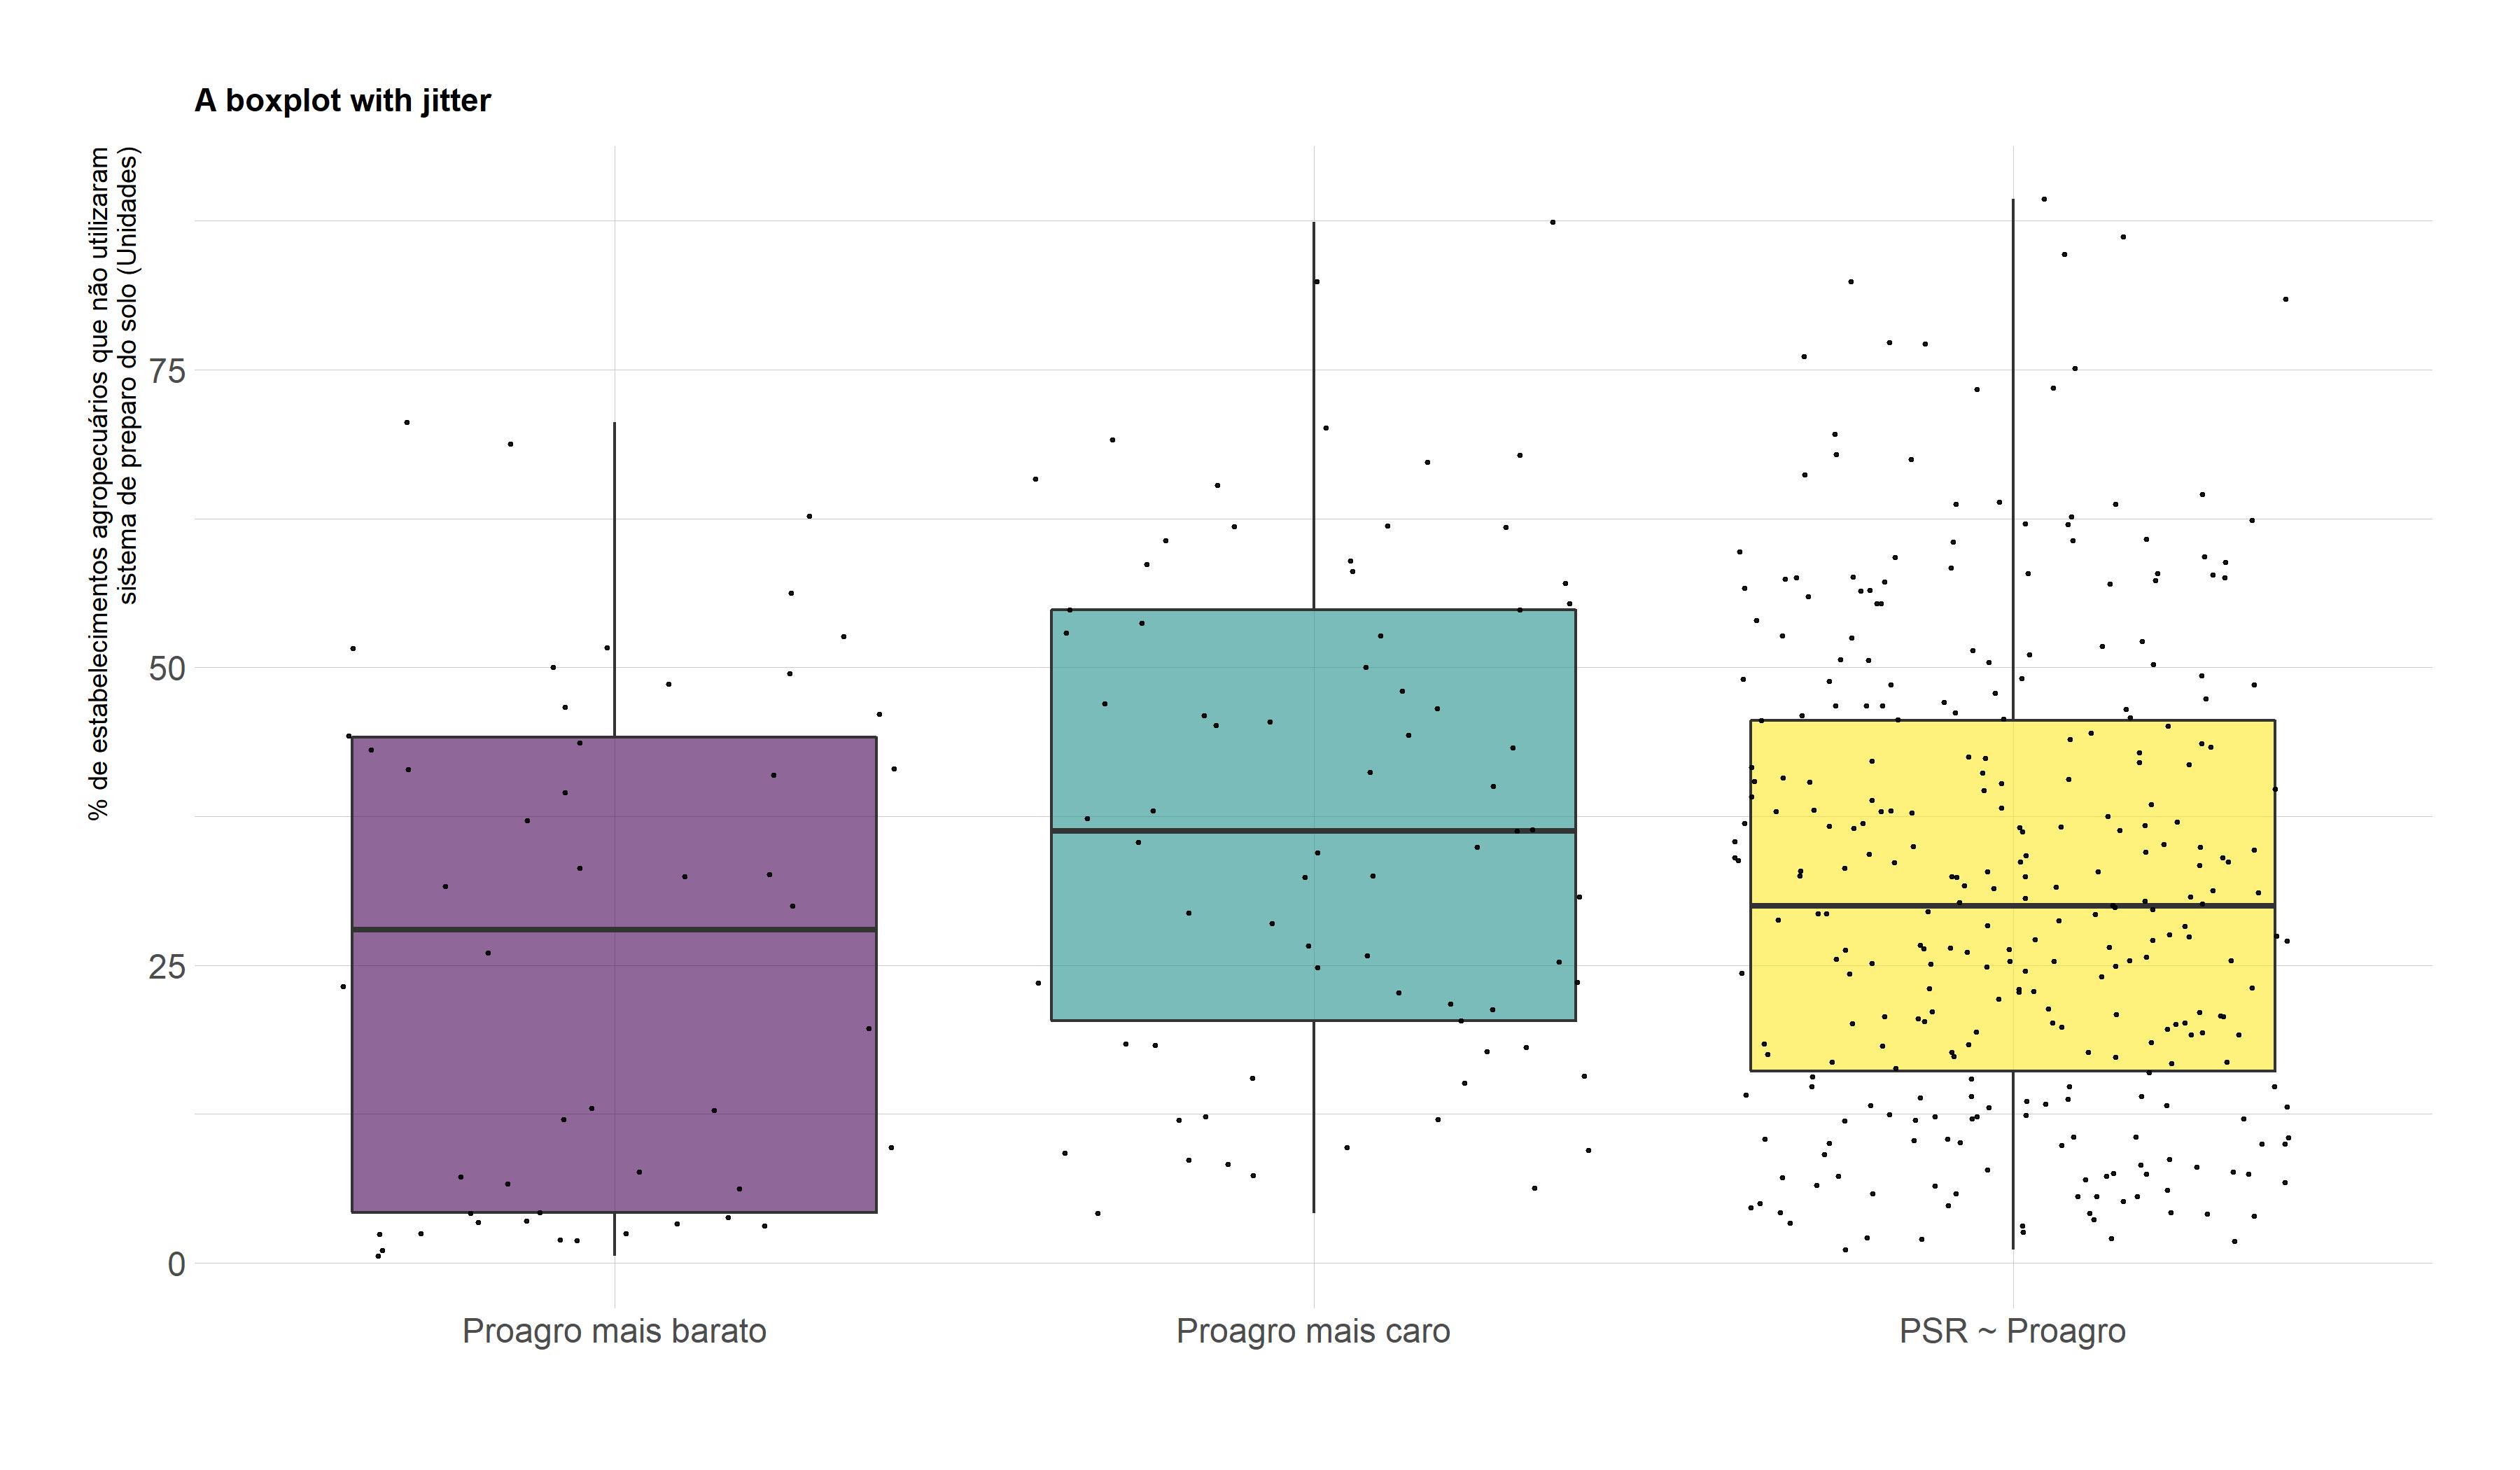 A boxplot with jitter
% de estabelecimentos agropecuários que não utilizaram
sistema de preparo do solo (Unidades)
75
50
25
0
Proagro mais barato
Proagro mais caro
PSR ~ Proagro